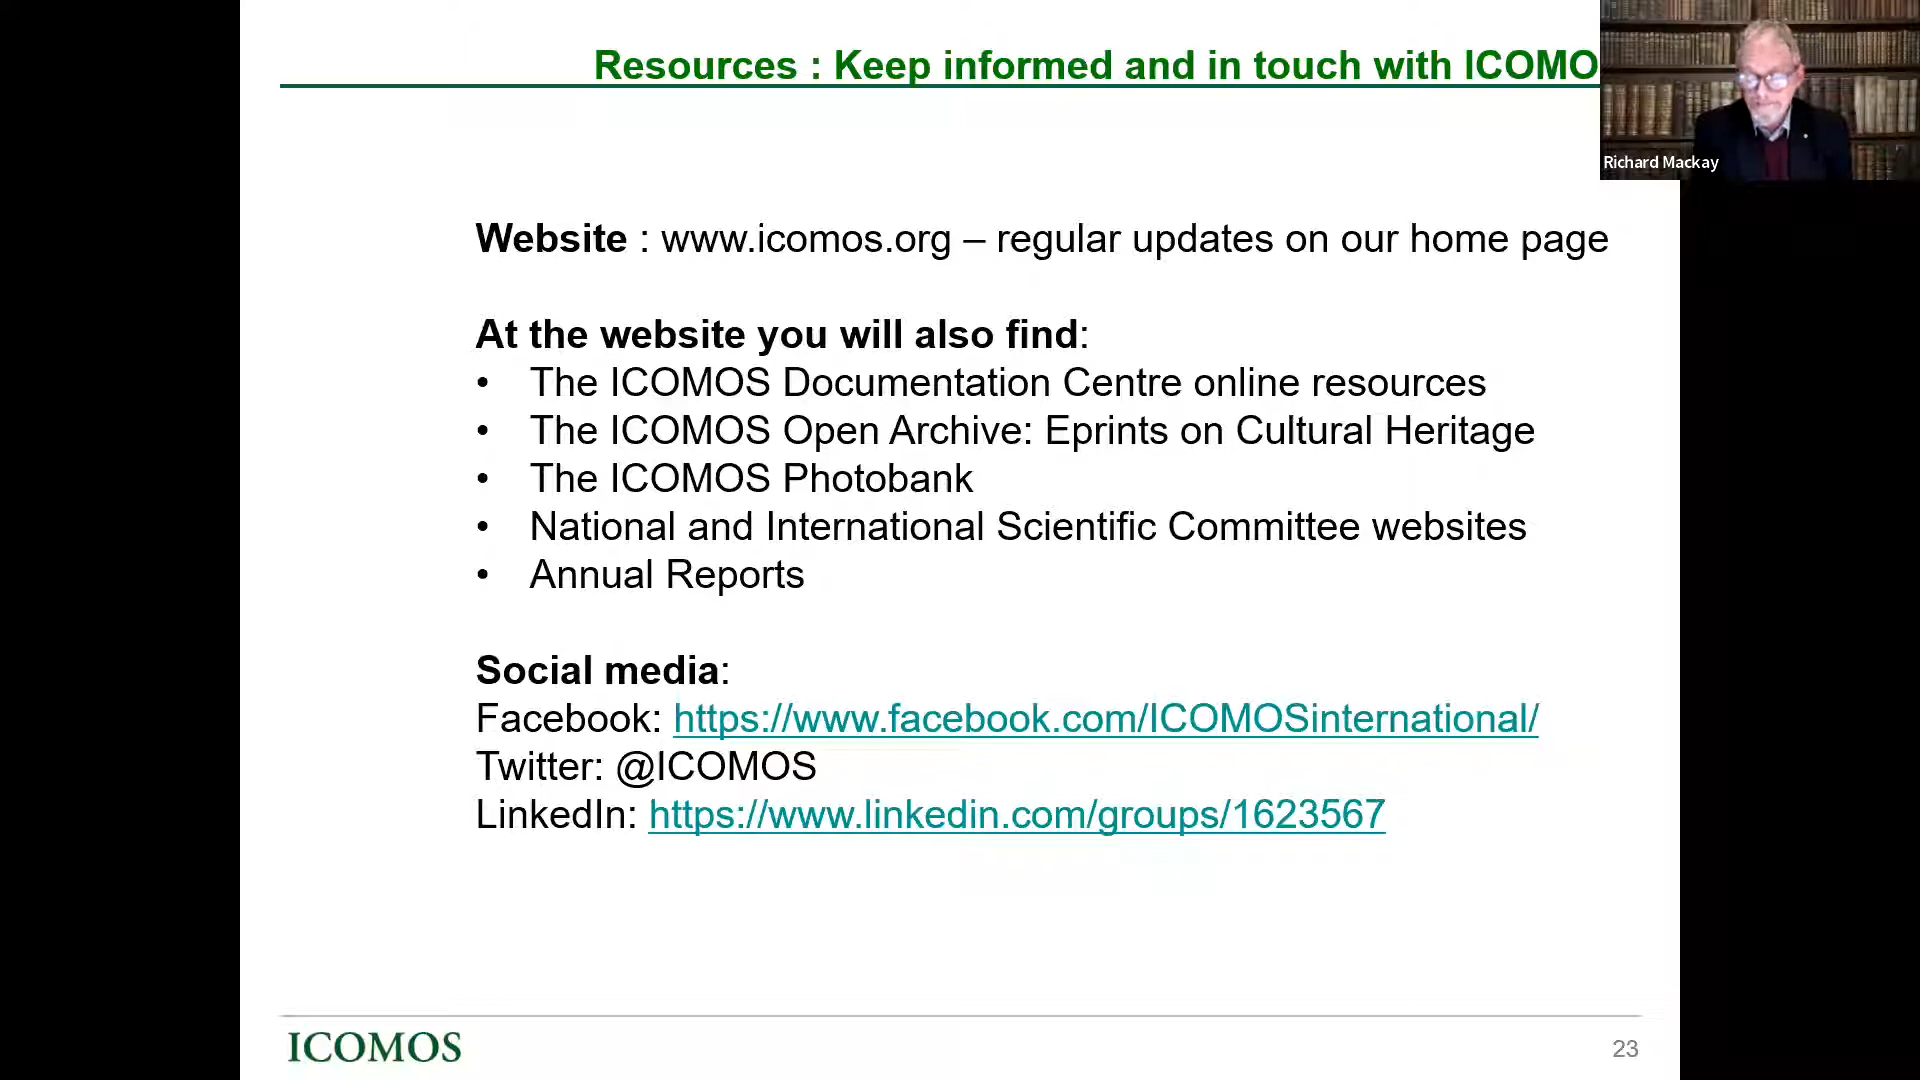 Resources : Keep informed and in touch with ICOMO
Richard Mackay
Website : www.icomos.org – regular updates on our home page
At the website you will also find:
• The ICOMOS Documentation Centre online resources
• The ICOMOS Open Archive: Eprints on Cultural Heritage
• The ICOMOS Photobank
• National and International Scientific Committee websites
• Annual Reports
Social media:
Facebook: https://www.facebook.com/ICOMOSinternational/
Twitter: @ICOMOS
LinkedIn: https://www.linkedin.com/groups/1623567
ICOMOS
23